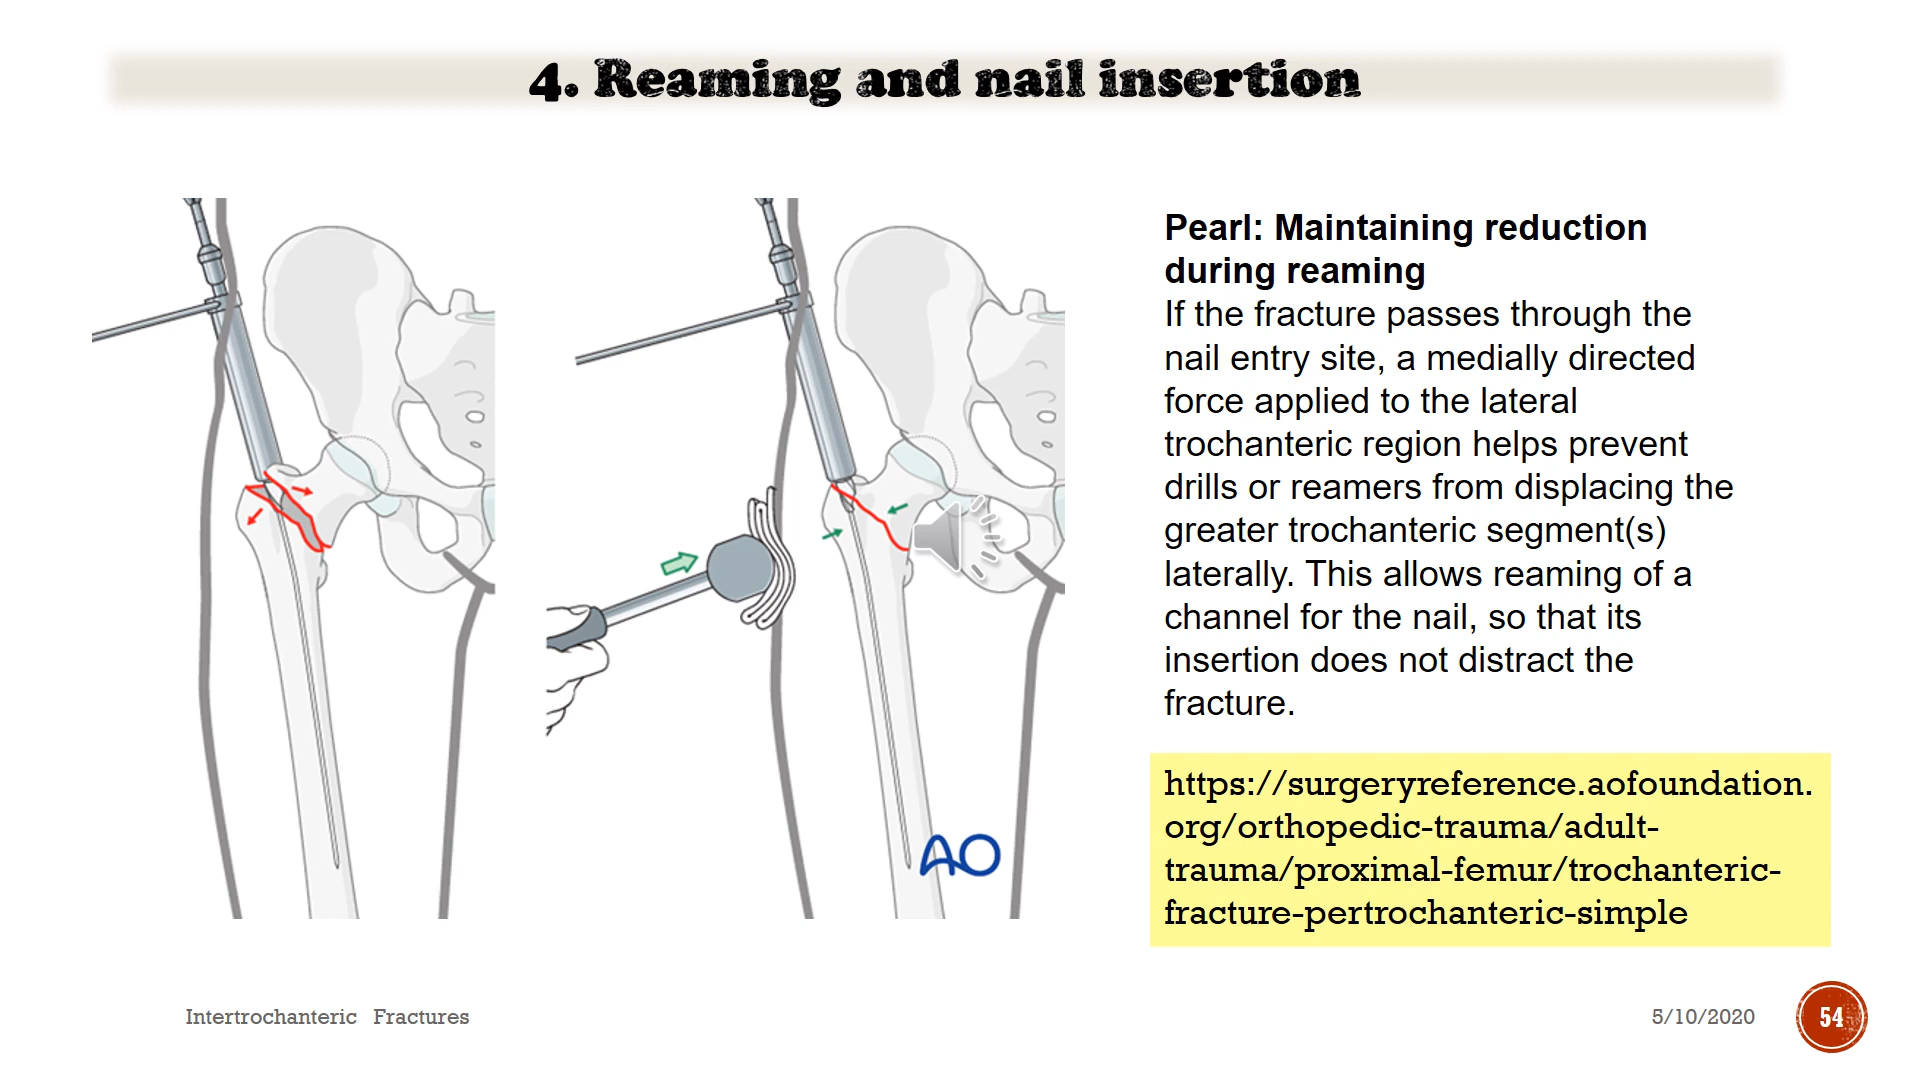 4. Reaming and nail insertion
Pearl: Maintaining reduction
during reaming
If the fracture passes through the
nail entry site, a medially directed
force applied to the lateral
trochanteric region helps prevent
drills or reamers from displacing the
greater trochanteric segment(s)
laterally. This allows reaming of a
channel for the nail, so that its
insertion does not distract the
fracture.
https://surgeryreference.aofoundation.
org/orthopedic-trauma/adult-
trauma/proximal-femur/trochanteric-
fracture-pertrochanteric-simple
AO
Intertrochanteric Fractures
5/10/2020
54